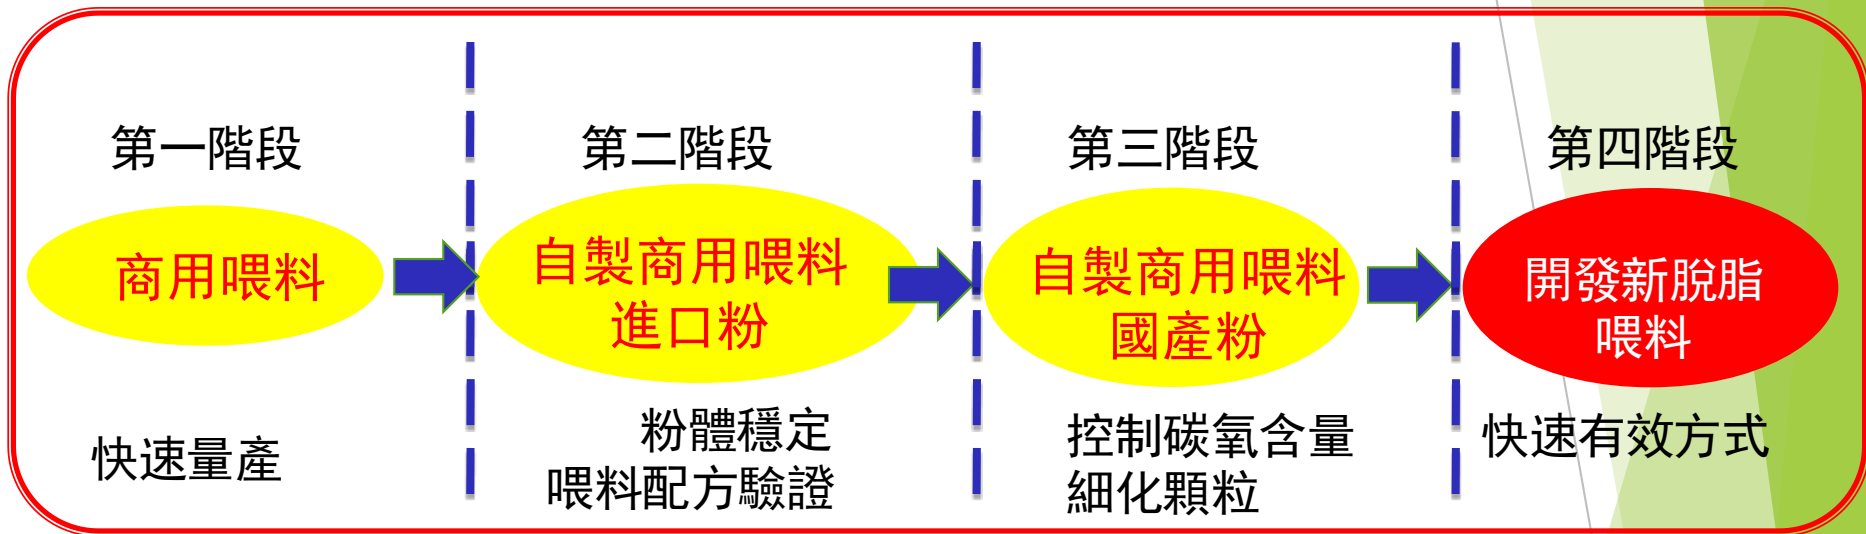 第一階段
商用喂料
快速量產
第二階段
自製商用喂料
進口粉
粉體穩定
喂料配方驗證
第三階段
自製商用喂料
國產粉
控制碳氧含量
細化顆粒
第四階段
開發新脫脂
喂料
快速有效方式